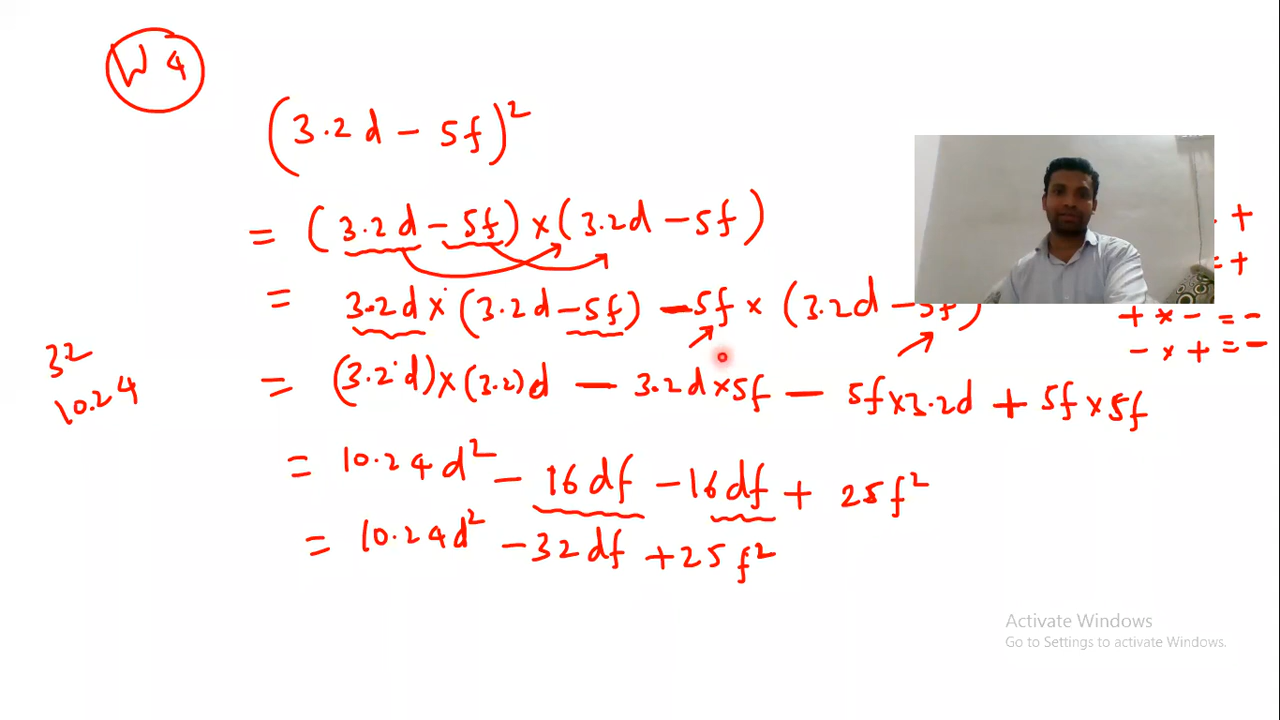 W 4
(3.2d - 5f)²
= (3.2d - 5f) × (3.2d - 5f)
= 3.2d × (3.2d - 5f) - 5f × (3.2d - 5f)
= (3.2d) × (3.2)d - 3.2d × 5f - 5f × 3.2d + 5f × 5f
= 10.24d² - 16df - 16df + 25f²
= 10.24d² - 32df + 25f²
32
10.24
+
= +
+ × - = -
- × + = -
Activate Windows
Go to Settings to activate Windows.